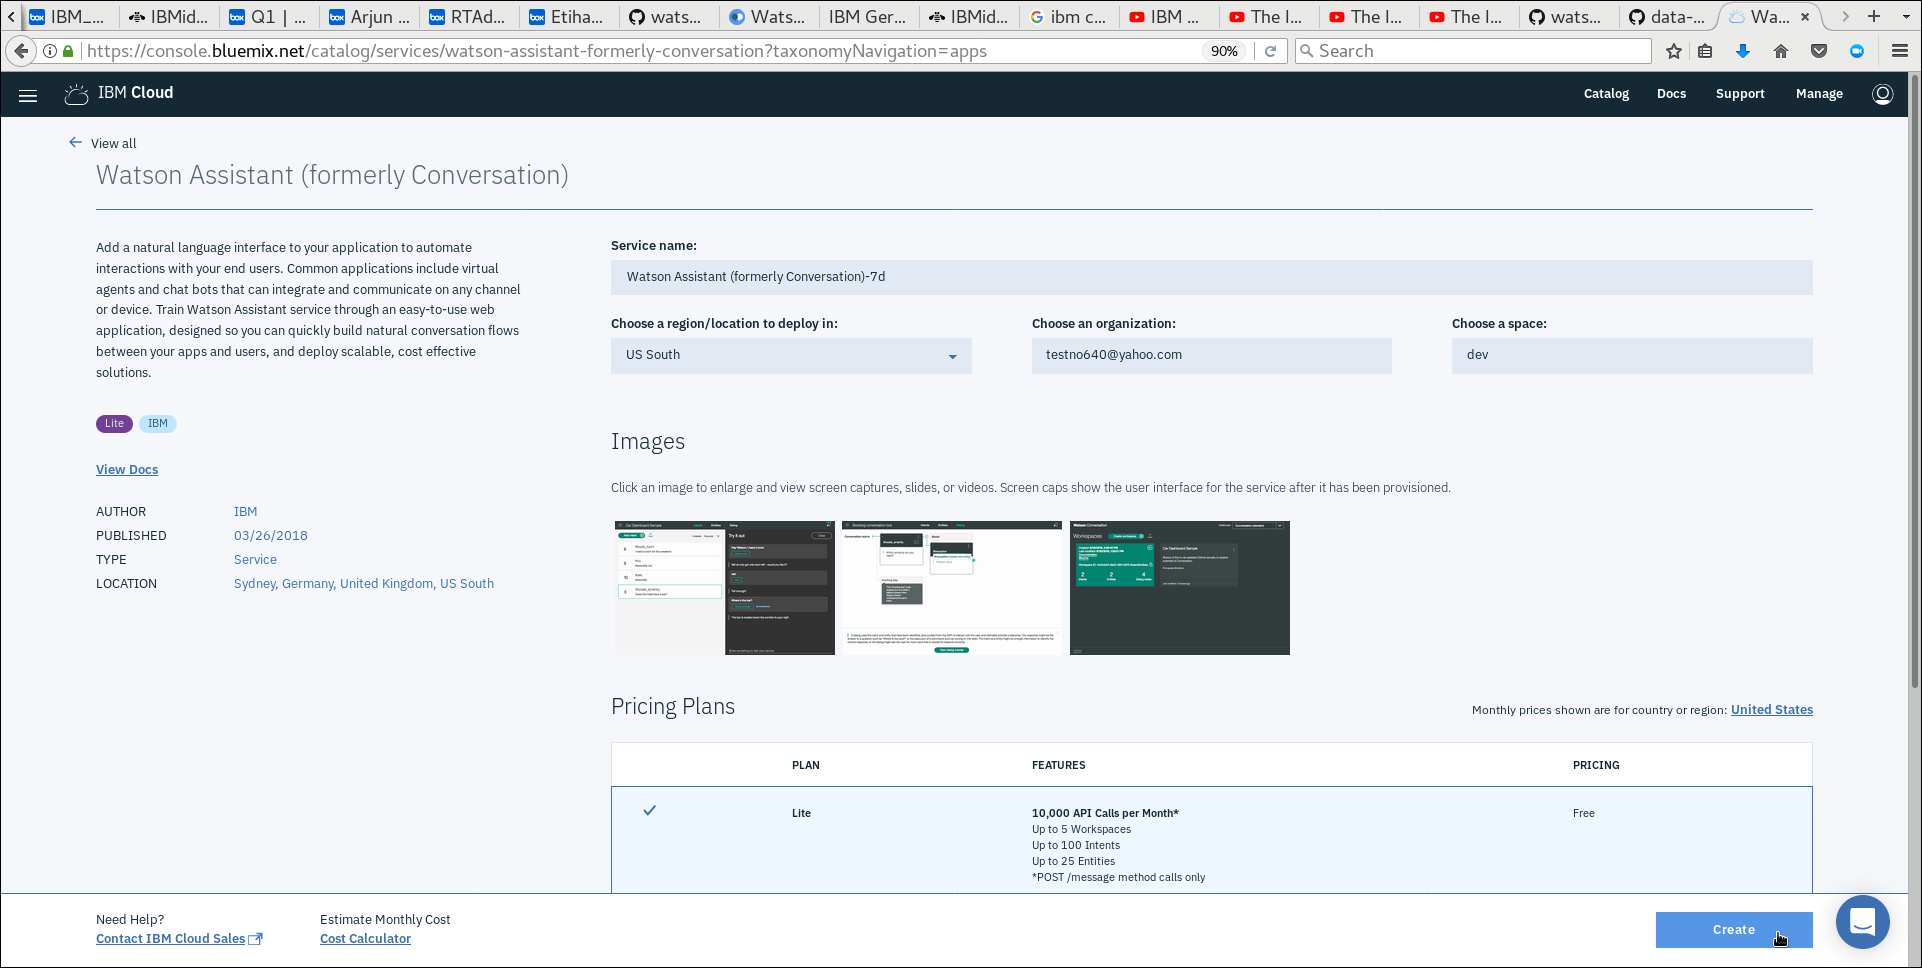 IBM_... IBMid... Q1 | ... Arjun ... RTAd... Etiha... wats... Wats... IBM Ger... IBMid... ibm c... IBM ... The I... The I... The I... wats... data-... Wa...
https://console.bluemix.net/catalog/services/watson-assistant-formerly-conversation?taxonomyNavigation=apps 90% Search
IBM Cloud Catalog Docs Support Manage
View all
Watson Assistant (formerly Conversation)
Add a natural language interface to your application to automate
interactions with your end users. Common applications include virtual
agents and chat bots that can integrate and communicate on any channel
or device. Train Watson Assistant service through an easy-to-use web
application, designed so you can quickly build natural conversation flows
between your apps and users, and deploy scalable, cost effective
solutions.
Lite IBM
View Docs
AUTHOR IBM
PUBLISHED 03/26/2018
TYPE Service
LOCATION Sydney, Germany, United Kingdom, US South
Service name:
Watson Assistant (formerly Conversation)-7d
Choose a region/location to deploy in: Choose an organization: Choose a space:
US South testno640@yahoo.com dev
Images
Click an image to enlarge and view screen captures, slides, or videos. Screen caps show the user interface for the service after it has been provisioned.
Car Dashboard Sample
Try it out
Watson Conversation
Workspaces
Car Dashboard Sample
Pricing Plans
Monthly prices shown are for country or region: United States
PLAN FEATURES PRICING
Lite 10,000 API Calls per Month* Free
Up to 5 Workspaces
Up to 100 Intents
Up to 25 Entities
*POST /message method calls only
Need Help? Estimate Monthly Cost
Contact IBM Cloud Sales Cost Calculator
Create